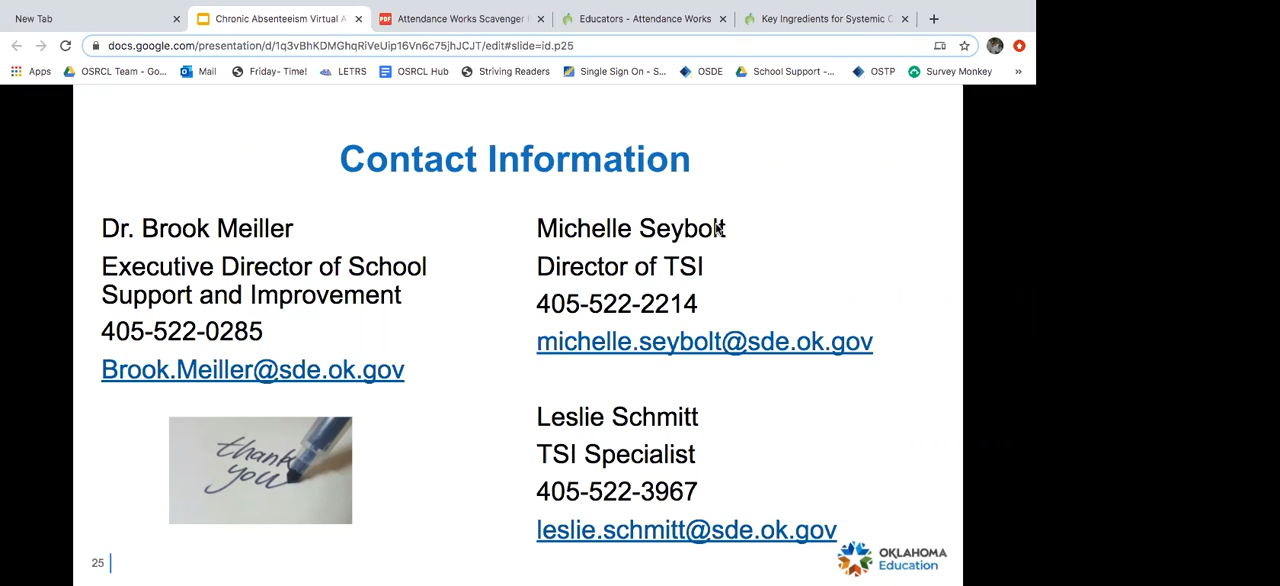 New Tab
Chronic Absenteeism Virtual A
PDF
Attendance Works Scavenger
Educators - Attendance Works
Key Ingredients for Systemic C
docs.google.com/presentation/d/1q3vBhKDMGhqRiVeUip16Vn6c75jhJCJT/edit#slide=id.p25
Apps
OSRCL Team - Go...
Mail
Friday- Time!
LETRS
OSRCL Hub
Striving Readers
Single Sign On - S...
OSDE
School Support -...
OSTP
Survey Monkey
Contact Information
Dr. Brook Meiller
Executive Director of School
Support and Improvement
405-522-0285
Brook.Meiller@sde.ok.gov
thank
you
Michelle Seybolt
Director of TSI
405-522-2214
michelle.seybolt@sde.ok.gov
Leslie Schmitt
TSI Specialist
405-522-3967
leslie.schmitt@sde.ok.gov
25
OKLAHOMA
Education